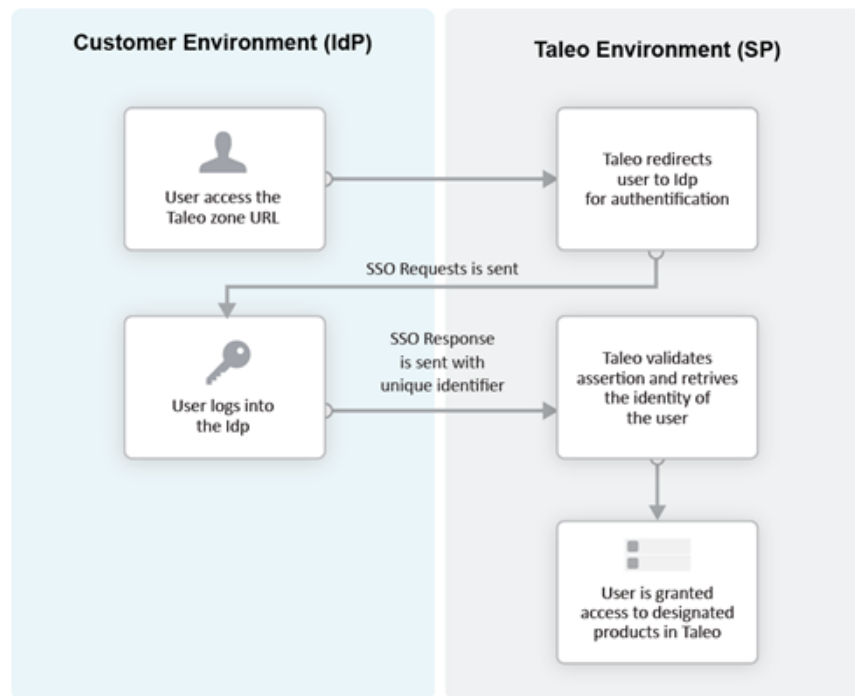 Customer Environment (IdP)
Taleo Environment (SP)
User access the
Taleo zone URL
Taleo redirects
user to Idp
for authentification
SSO Requests is sent
User logs into
the Idp
SSO Response
is sent with
unique identifier
Taleo validates
assertion and retrives
the identity of
the user
User is granted
access to designated
products in Taleo